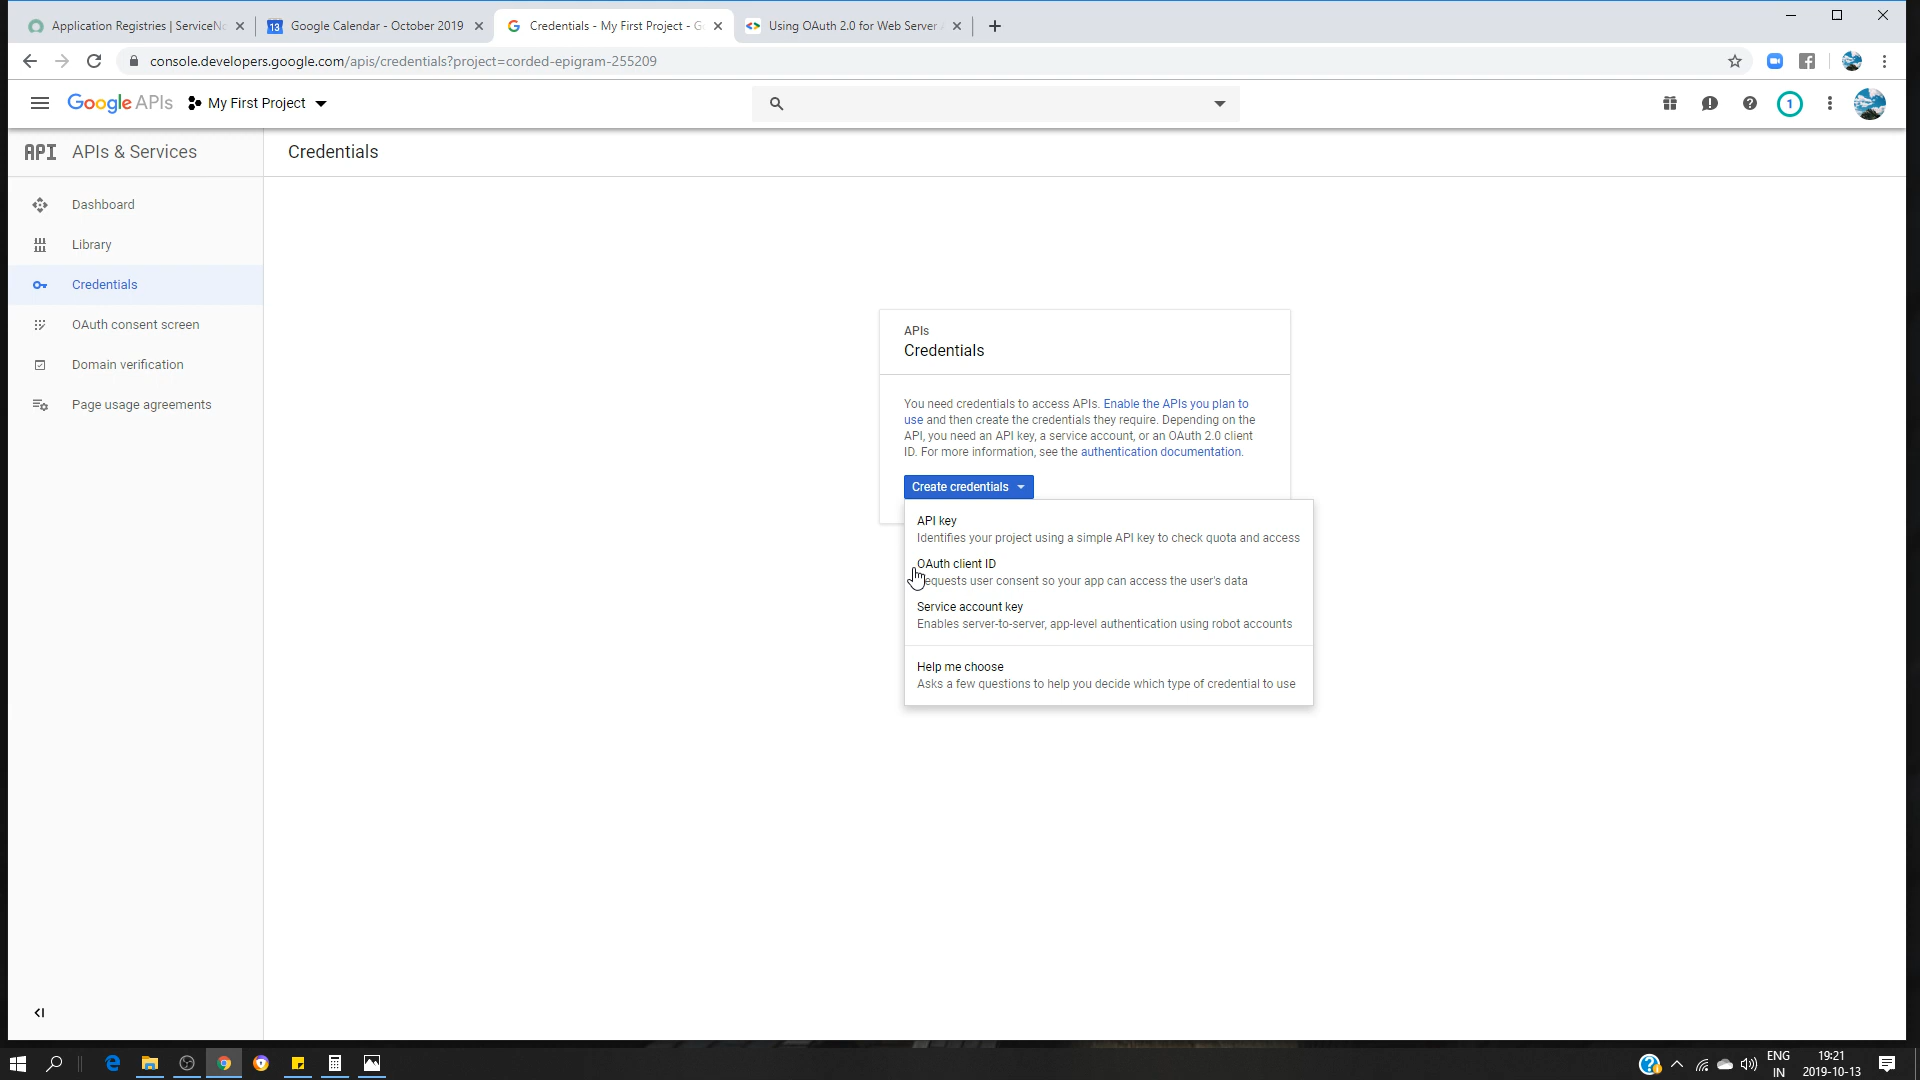 Application Registries | ServiceN
Google Calendar - October 2019
Credentials - My First Project - G
Using OAuth 2.0 for Web Server
console.developers.google.com/apis/credentials?project=corded-epigram-255209
Google APIs
My First Project
1
API APIs & Services
Credentials
Dashboard
Library
Credentials
OAuth consent screen
Domain verification
Page usage agreements
APIs
Credentials
You need credentials to access APIs. Enable the APIs you plan to
use and then create the credentials they require. Depending on the
API, you need an API key, a service account, or an OAuth 2.0 client
ID. For more information, see the authentication documentation.
Create credentials
API key
Identifies your project using a simple API key to check quota and access
OAuth client ID
equests user consent so your app can access the user's data
Service account key
Enables server-to-server, app-level authentication using robot accounts
Help me choose
Asks a few questions to help you decide which type of credential to use
ENG
IN
19:21
2019-10-13